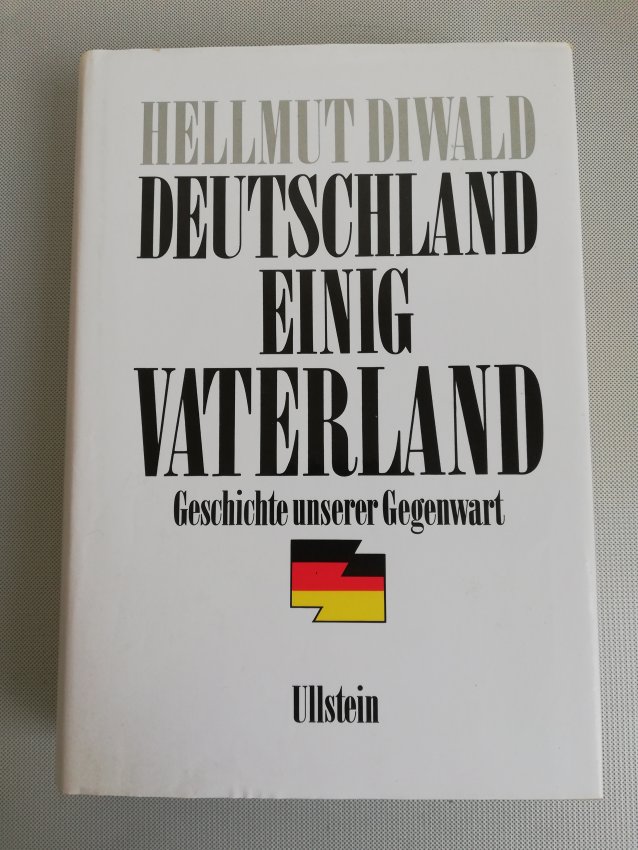 HELLMUT DIWALD
DEUTSCHLAND
EINIG
VATERLAND
Geschichte unserer Gegenwart
Ullstein